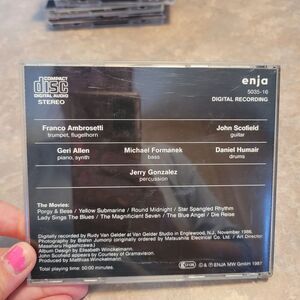 COMPACT
disc
DIGITAL AUDIO
STEREO
enja
5035-16
DIGITAL RECORDING
Franco Ambrosetti
trumpet, flugelhorn
John Scofield
guitar
Geri Allen
piano, synth
Michael Formanek
bass
Daniel Humair
drums
Jerry Gonzalez
percussion
The Movies:
Porgy & Bess / Yellow Submarine / Round Midnight / Star Spangled Rhythm
Lady Sings The Blues / The Magnificent Seven / The Blue Angel / Die Reise
Digitally recorded by Rudy Van Gelder at Van Gelder Studio in Englewood, N.J., November 1986.
Photography by Bishin Jumonji (originally ordered by Matsushita Electrical Co. Ltd. / Art Director:
Masaharu Higashizawa)
Album Design by Elisabeth Winckelmann.
John Scofield appears by Courtesy of Gramavision.
Produced by Matthias Winckelmann.
Total playing time: 00:00 minutes.
© & ℗ ENJA MW GmbH 1987